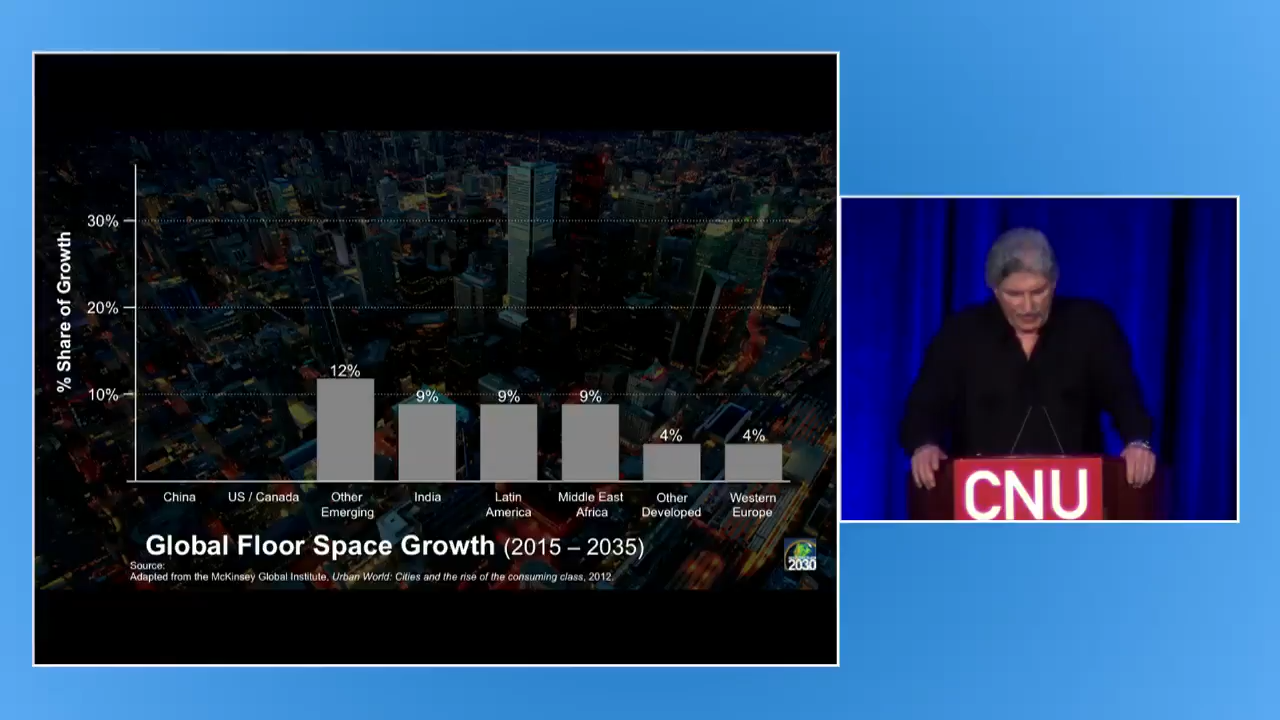 % Share of Growth
30%
20%
10%
12%
9%
9%
9%
4%
4%
China
US / Canada
Other
Emerging
India
Latin
America
Middle East
Africa
Other
Developed
Western
Europe
Global Floor Space Growth (2015 – 2035)
Source:
Adapted from the McKinsey Global Institute. Urban World: Cities and the rise of the consuming class, 2012.
2030
CNU